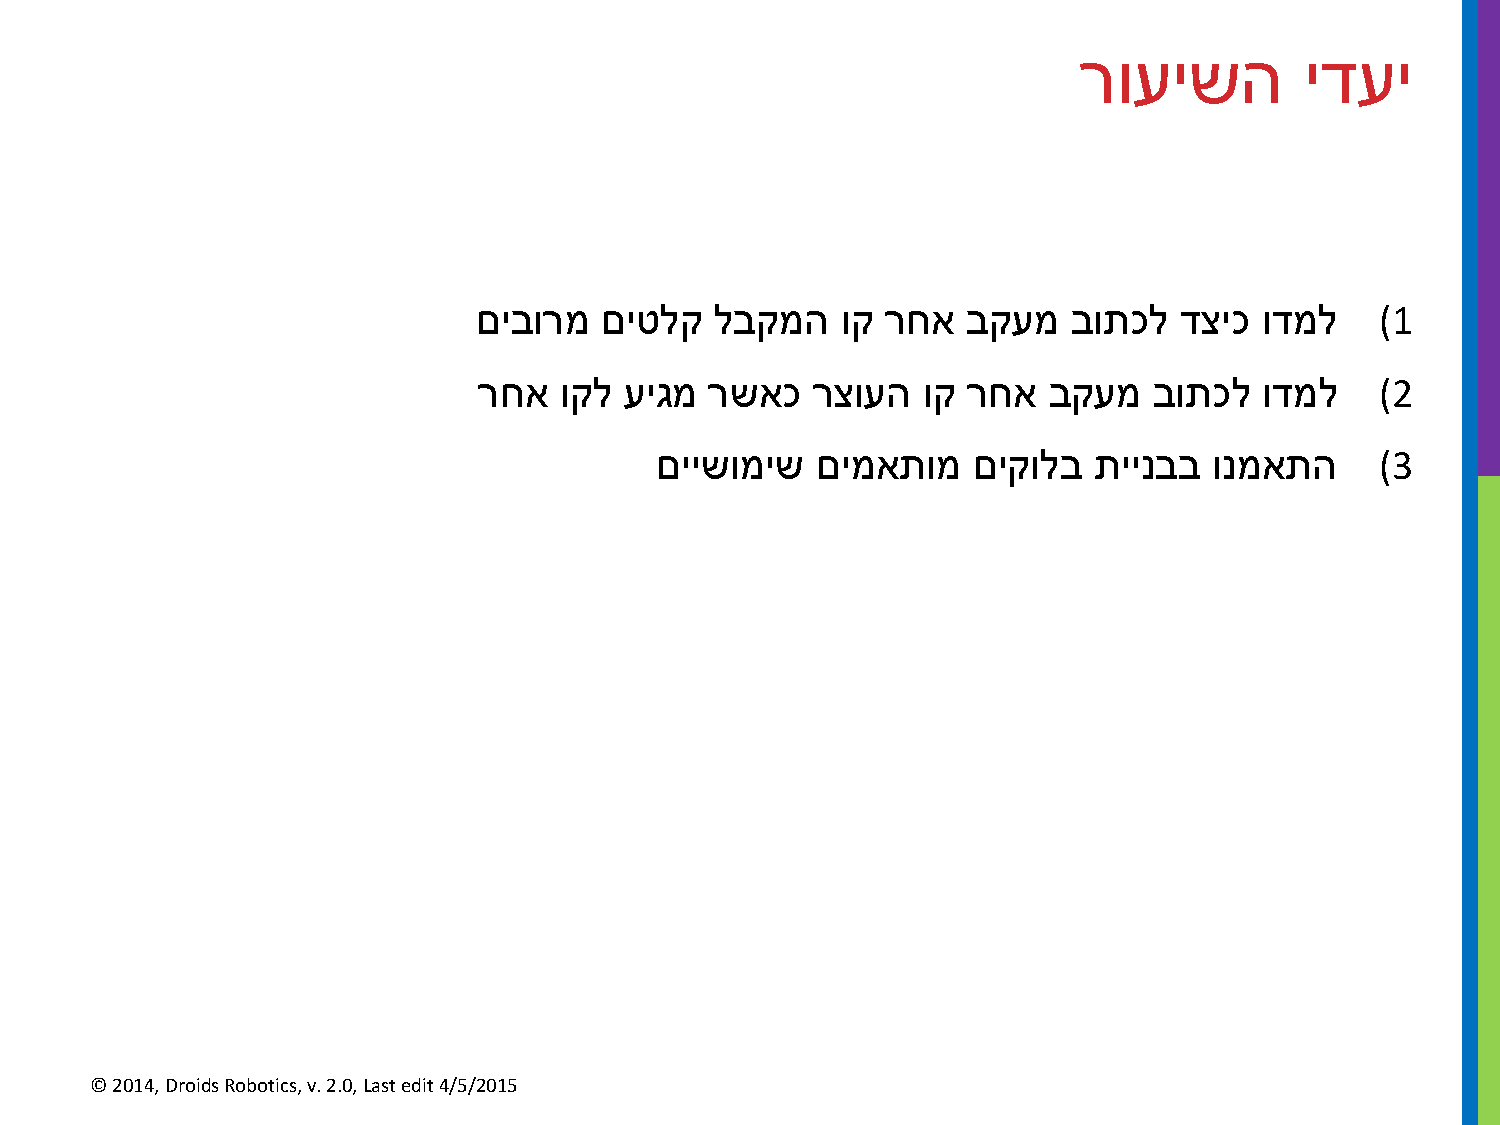 יעדי השיעור
1) למדו כיצד לכתוב מעקב אחר קו המקבל קלטים מרובים
2) למדו לכתוב מעקב אחר קו העוצר כאשר מגיע לקו אחר
3) התאמנו בבניית בלוקים מותאמים שימושיים
© 2014, Droids Robotics, v. 2.0, Last edit 4/5/2015